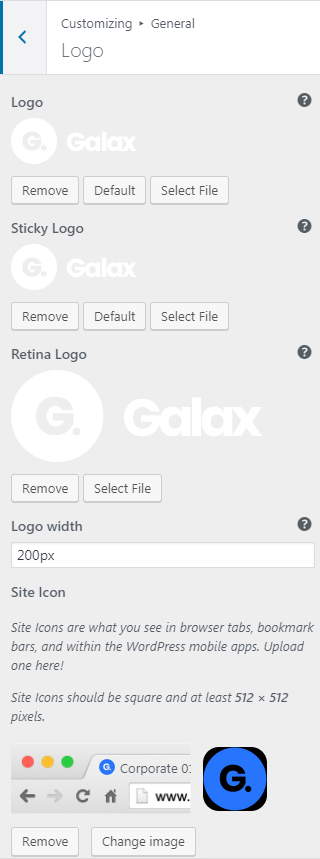 Customizing ▸ General
Logo
Logo
G. Galax
Remove Default Select File
Sticky Logo
G. Galax
Remove Default Select File
Retina Logo
G. Galax
Remove Select File
Logo width
200px
Site Icon
Site Icons are what you see in browser tabs, bookmark
bars, and within the WordPress mobile apps. Upload
one here!
Site Icons should be square and at least 512 × 512
pixels.
G. Corporate 01
www.
G.
Remove Change image